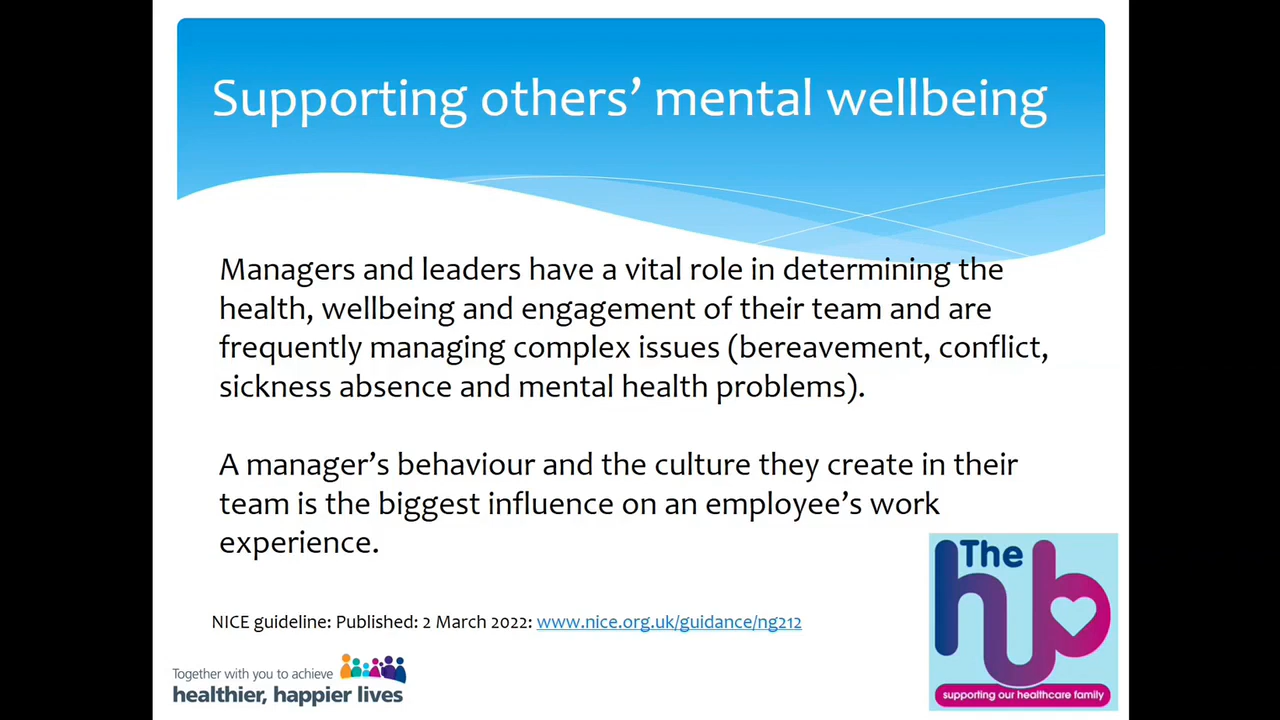 Supporting others’ mental wellbeing
Managers and leaders have a vital role in determining the
health, wellbeing and engagement of their team and are
frequently managing complex issues (bereavement, conflict,
sickness absence and mental health problems).
A manager’s behaviour and the culture they create in their
team is the biggest influence on an employee’s work
experience.
NICE guideline: Published: 2 March 2022: www.nice.org.uk/guidance/ng212
Together with you to achieve
healthier, happier lives
The
hub
supporting our healthcare family